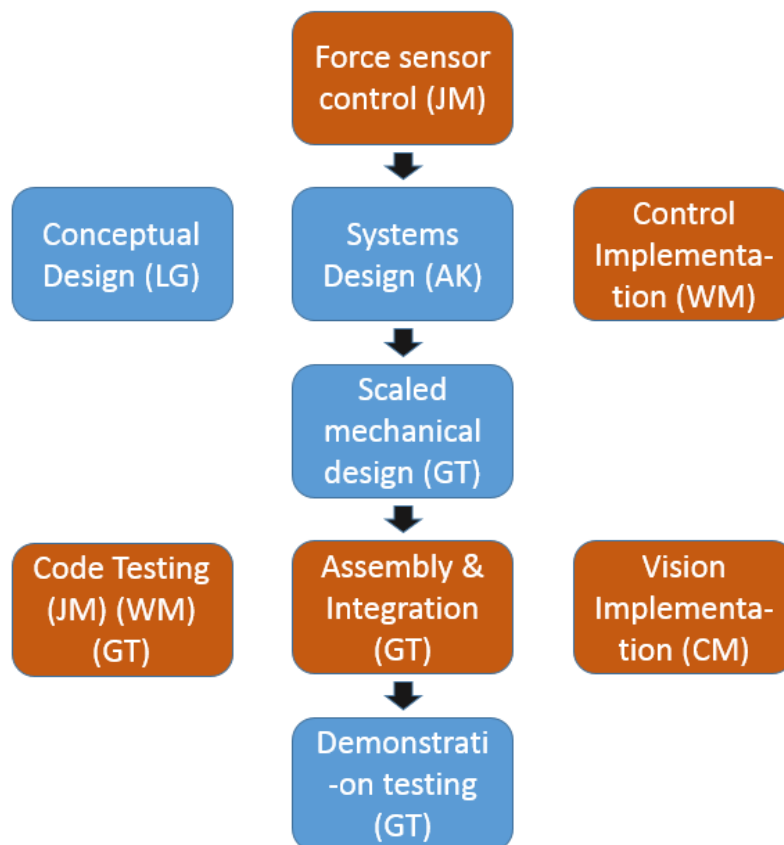 Force sensor
control (JM)
Conceptual
Design (LG)
Systems
Design (AK)
Control
Implementa-
tion (WM)
Scaled
mechanical
design (GT)
Code Testing
(JM) (WM)
(GT)
Assembly &
Integration
(GT)
Vision
Implementa-
tion (CM)
Demonstrati
-on testing
(GT)